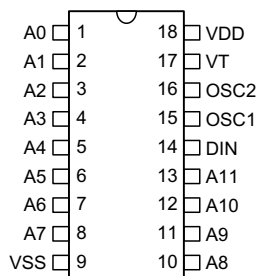 A0 1 18 VDD
A1 2 17 VT
A2 3 16 OSC2
A3 4 15 OSC1
A4 5 14 DIN
A5 6 13 A11
A6 7 12 A10
A7 8 11 A9
VSS 9 10 A8